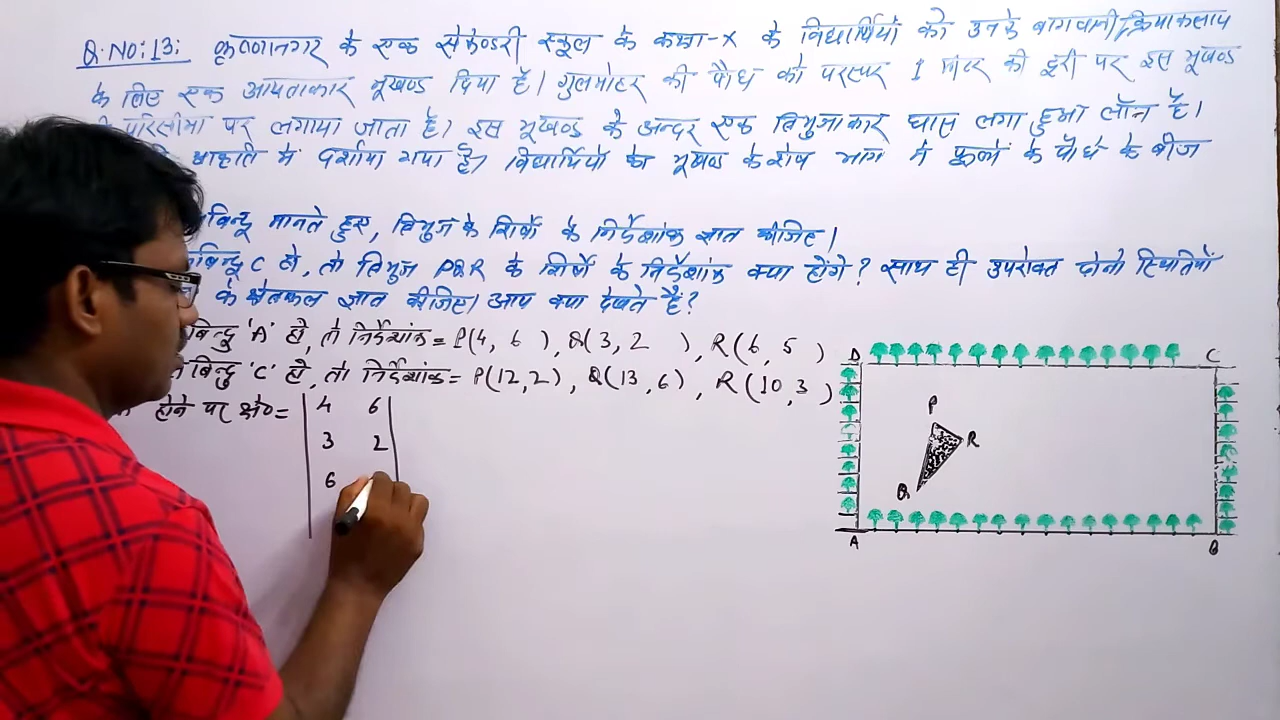 Q.NO:13: कृष्णानगर के एक सेकेण्डरी स्कूल के कक्षा-X के विद्यार्थियों को उनके बागवानी क्रियाकलाप
के लिए एक आयताकार भूखण्ड दिया है। गुलमोहर की पौधे को परस्पर 1 मीटर की दूरी पर इस भूखण्ड
परिसीमा पर लगाया जाता है। इस भूखण्ड के अन्दर एक त्रिभुजाकार घास लगा हुआ लॉन है।
आकृति में दर्शाया गया है। विद्यार्थियों को भूखण्ड के शेष भाग में फूलों के पौधे के बीज
बिन्दू मानते हुए, त्रिभुज के शिर्षों के निर्देशांक ज्ञात कीजिए।
बिन्दू C हो, तो त्रिभुज PQR के शिर्षों के निर्देशांक क्या होंगे? साथ ही उपरोक्त दोनो स्थितियों
के क्षेत्रफल ज्ञात कीजिए। आप क्या देखते हैं?
बिन्दु 'A' हो, तो निर्देशांक = P(4, 6 ), Q(3, 2 ), R(6, 5 )
बिन्दु 'C' हो, तो निर्देशांक = P(12,2), Q(13,6), R(10,3)
होने पर क्षे० =
4 6
3 2
6
D C
P
R
Q
A B